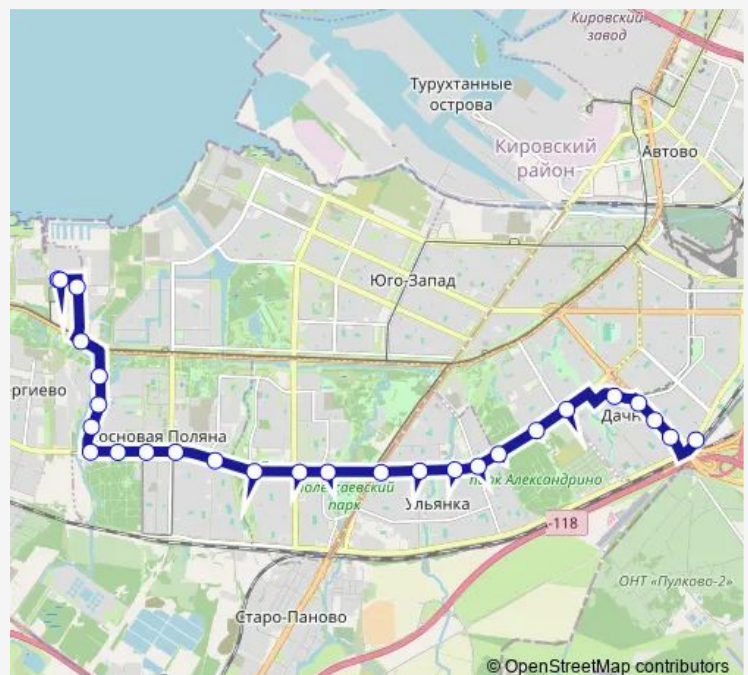 Кировский
завод
Турухтанные
острова
Кировский
район
Автово
Юго-Запад
ргиево
основая Поляна
Дачн
парк Александрино
парк
Ульянка
-118
ОНТ «Пулково-2»
Старо-Паново
© OpenStreetMap contributors